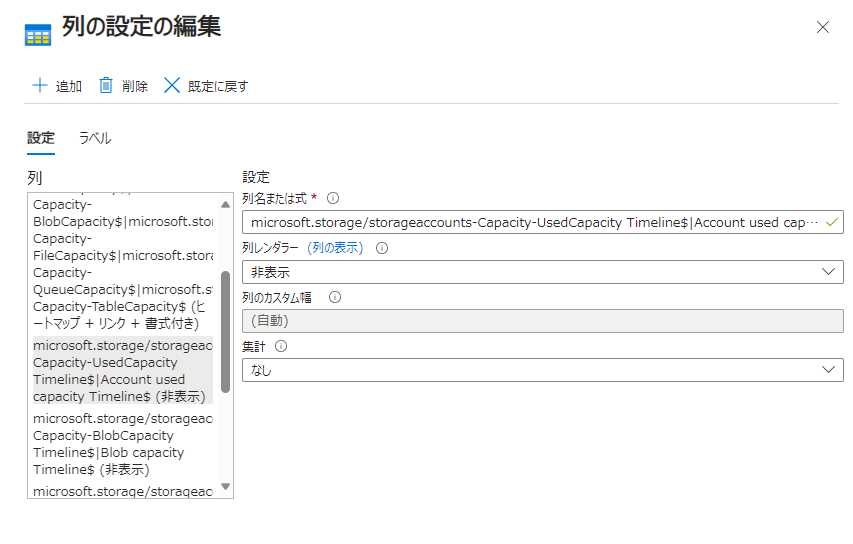 列の設定の編集
追加 削除 既定に戻す
設定 ラベル
列
Capacity-
BlobCapacity$|microsoft.sto
Capacity-
FileCapacity$|microsoft.stora
Capacity-
QueueCapacity$|microsoft.s
Capacity-TableCapacity$ (ヒ
ートマップ + リンク + 書式付き)
microsoft.storage/storageac
Capacity-UsedCapacity
Timeline$|Account used
capacity Timeline$ (非表示)
microsoft.storage/storageac
Capacity-BlobCapacity
Timeline$|Blob capacity
Timeline$ (非表示)
microsoft.storage/storageac
設定
列名または式 *
microsoft.storage/storageaccounts-Capacity-UsedCapacity Timeline$|Account used cap…
列レンダラー (列の表示)
非表示
列のカスタム幅
(自動)
集計
なし